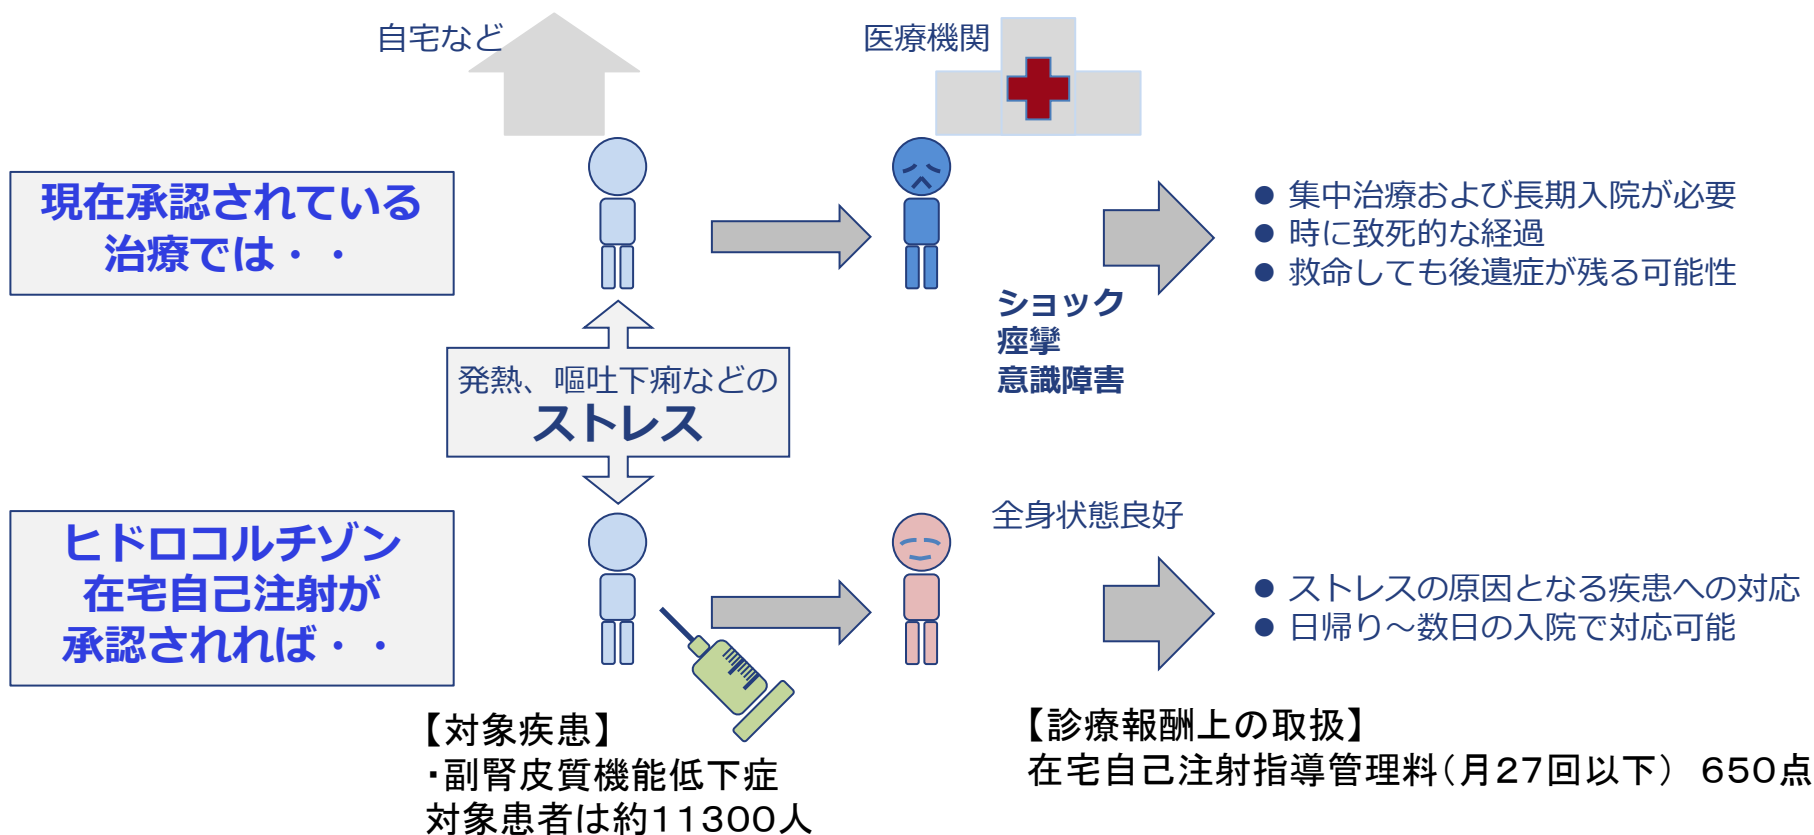 自宅など
医療機関
現在承認されている
治療では・・
● 集中治療および長期入院が必要
● 時に致死的な経過
● 救命しても後遺症が残る可能性
ショック
痙攣
意識障害
発熱、嘔吐下痢などの
ストレス
ヒドロコルチゾン
在宅自己注射が
承認されれば・・
全身状態良好
● ストレスの原因となる疾患への対応
● 日帰り～数日の入院で対応可能
【対象疾患】
・副腎皮質機能低下症
対象患者は約11300人
【診療報酬上の取扱】
在宅自己注射指導管理料（月27回以下） 650点